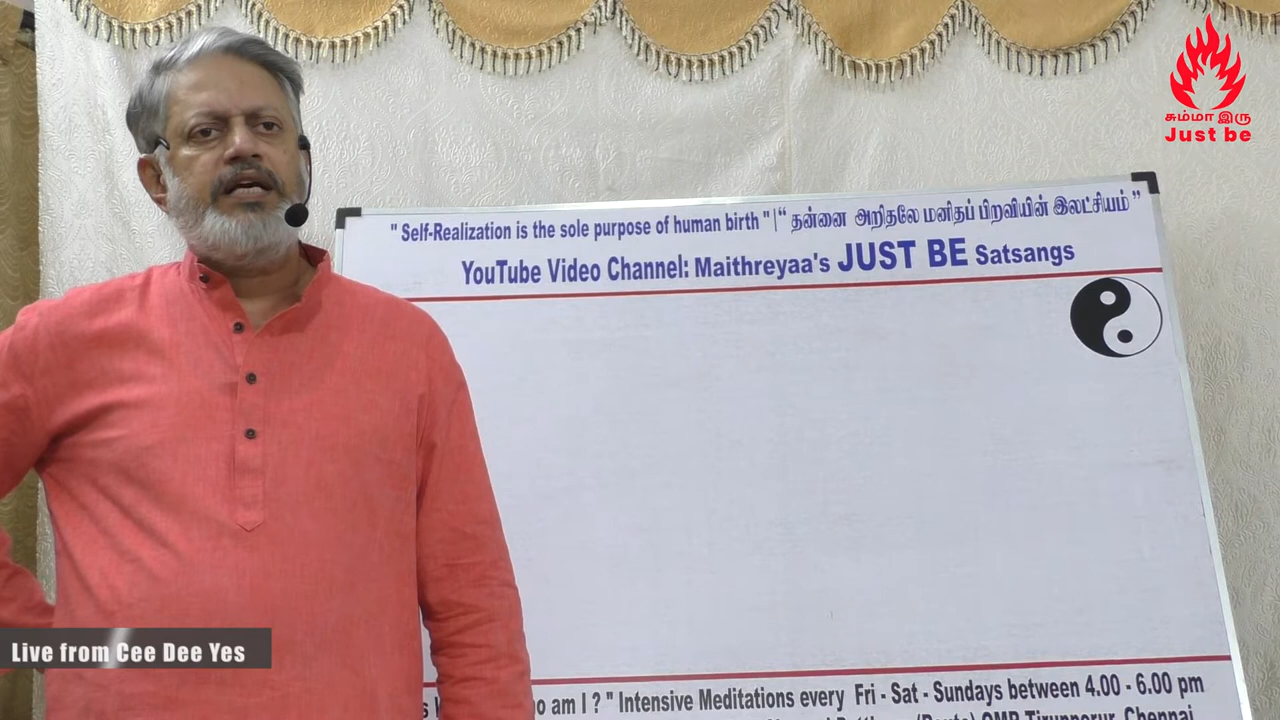 சும்மா இரு
Just be
" Self-Realization is the sole purpose of human birth " | " தன்னை அறிதலே மனிதப் பிறவியின் இலட்சியம் "
YouTube Video Channel: Maithreyaa's JUST BE Satsangs
Live from Cee Dee Yes
am I ? " Intensive Meditations every Fri - Sat - Sundays between 4.00 - 6.00 pm
OMR Tirupporur, Chennai